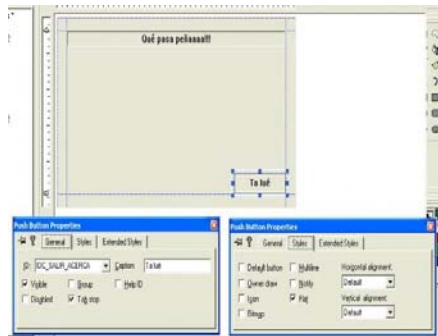 Qué pasa peliaaaa!!!
Ta lué
Push Button Properties
General Styles Extended Styles
ID: IDC_SALIR_ACERCA Caption: Ta lué
Visible Group Help ID
Disabled Tab stop
Push Button Properties
General Styles Extended Styles
Default button Multiline Horizontal alignment:
Owner draw Notify Default
Icon Flat Vertical alignment:
Bitmap Default